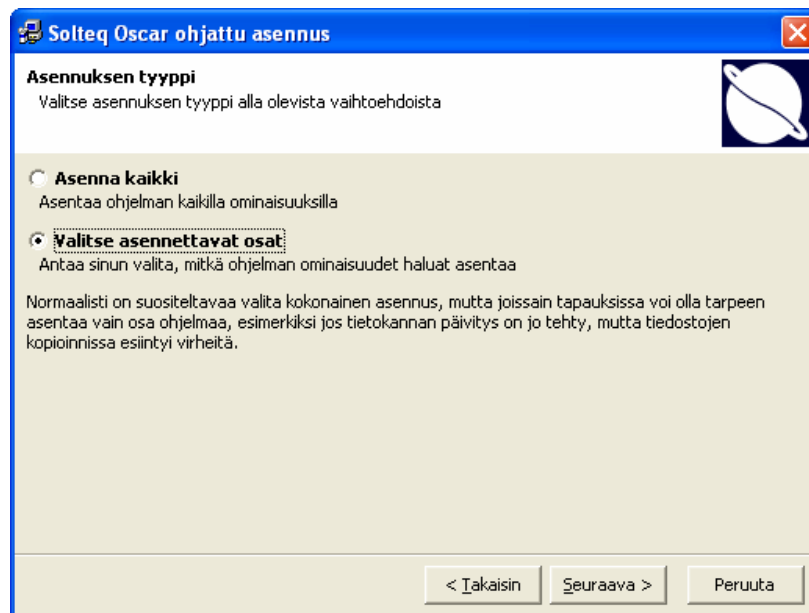 Solteq Oscar ohjattu asennus
Asennuksen tyyppi
Valitse asennuksen tyyppi alla olevista vaihtoehdoista
Asenna kaikki
Asentaa ohjelman kaikilla ominaisuuksilla
Valitse asennettavat osat
Antaa sinun valita, mitkä ohjelman ominaisuudet haluat asentaa
Normaalisti on suositeltavaa valita kokonainen asennus, mutta joissain tapauksissa voi olla tarpeen
asentaa vain osa ohjelmaa, esimerkiksi jos tietokannan päivitys on jo tehty, mutta tiedostojen
kopioinnissa esiintyi virheitä.
< Takaisin
Seuraava >
Peruuta